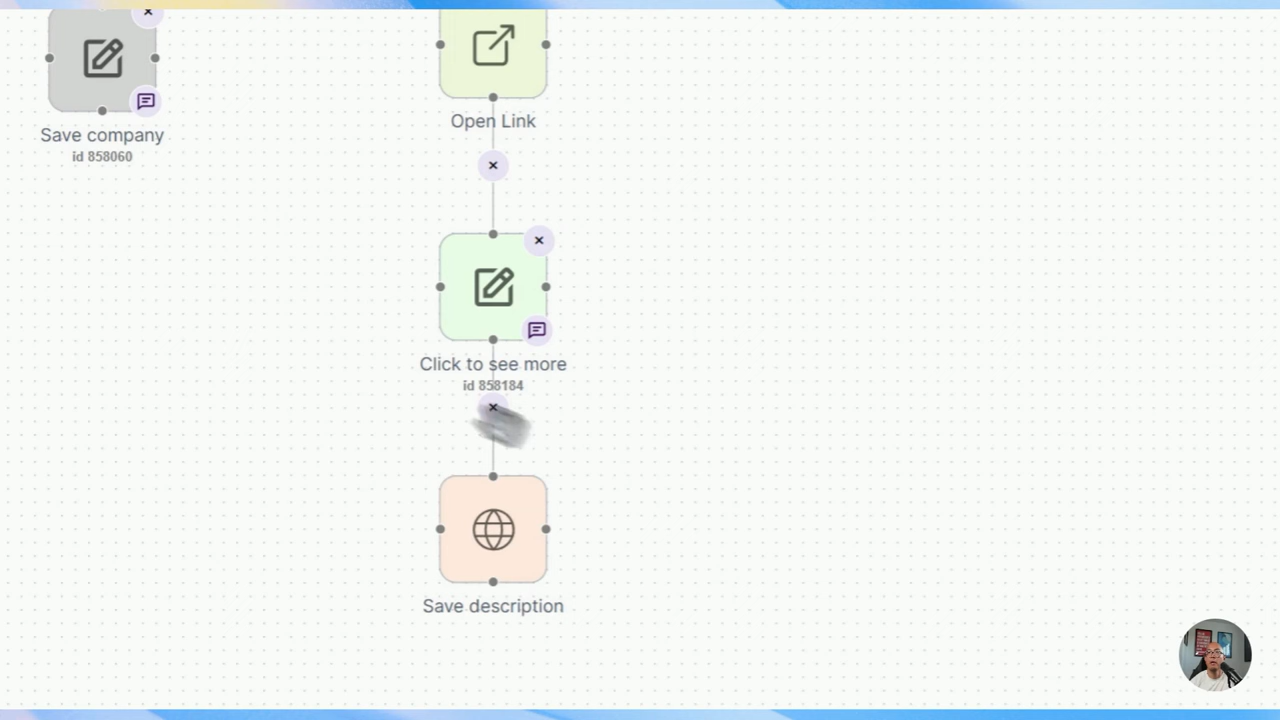 Save company
id 858060
Open Link
Click to see more
id 858184
Save description